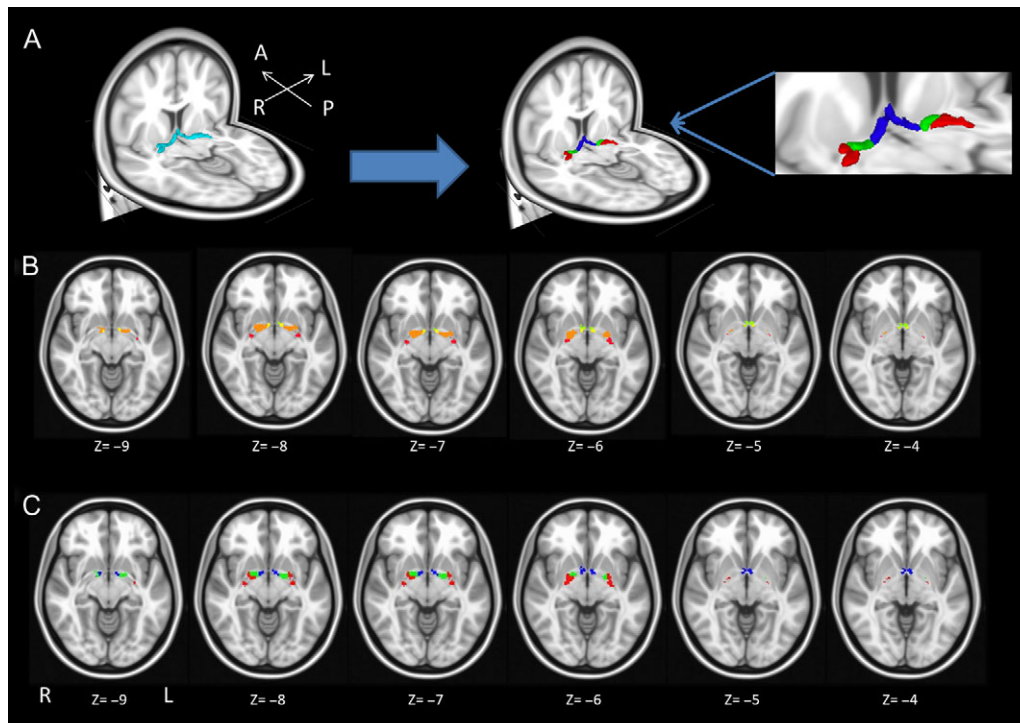 A
A
L
R
P
B
Z= −9
Z= −8
Z= −7
Z= −6
Z= −5
Z= −4
C
R
Z= −9
L
Z= −8
Z= −7
Z= −6
Z= −5
Z= −4